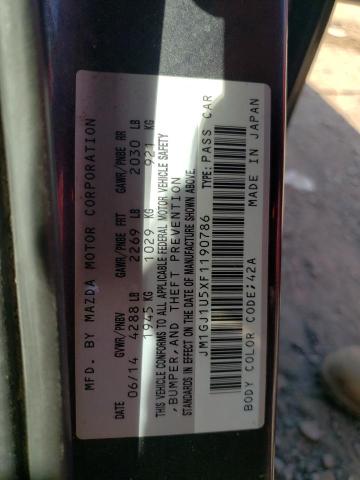 MFD. BY MAZDA MOTOR CORPORATION
DATE GVWR/PNBV GAWR/PNBE FRT GAWR/PNBE RR
06/14 4288 LB 2269 LB 2030 LB
1945 KG 1029 KG 921 KG
THIS VEHICLE CONFORMS TO ALL APPLICABLE FEDERAL MOTOR VEHICLE SAFETY
,BUMPER,AND THEFT PREVENTION
STANDARDS IN EFFECT ON THE DATE OF MANUFACTURE SHOWN ABOVE.
JM1GJ1U5XF1190786 TYPE:PASS CAR
BODY COLOR CODE:42A MADE IN JAPAN